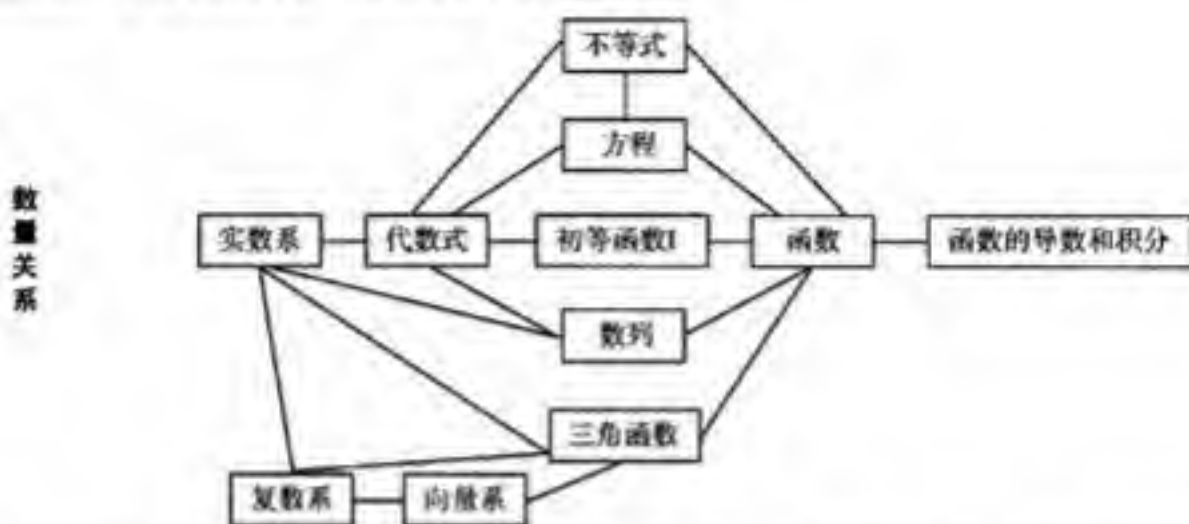 不等式
方程
数量关系
实数系
代数式
初等函数I
函数
函数的导数和积分
数列
三角函数
复数系
向量系